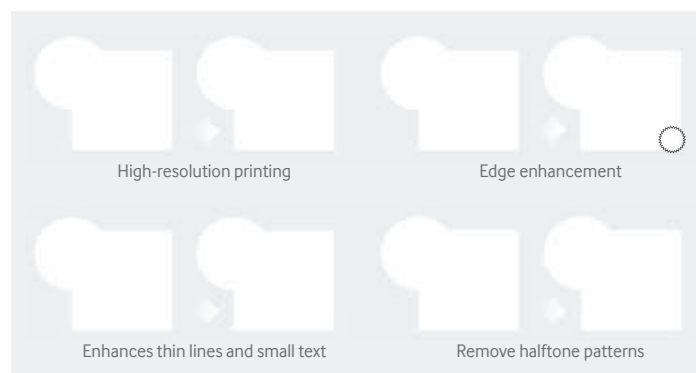 High-resolution printing
Edge enhancement
Enhances thin lines and small text
Remove halftone patterns